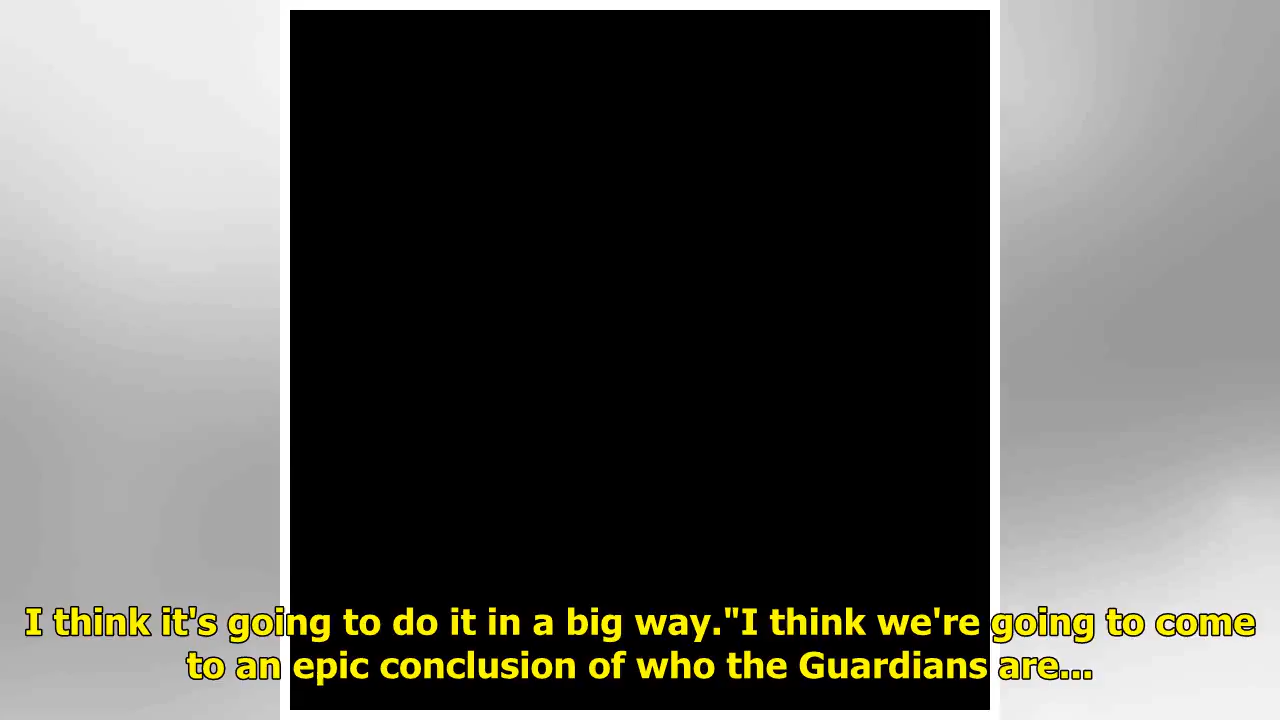 I think it's going to do it in a big way."I think we're going to come
to an epic conclusion of who the Guardians are...